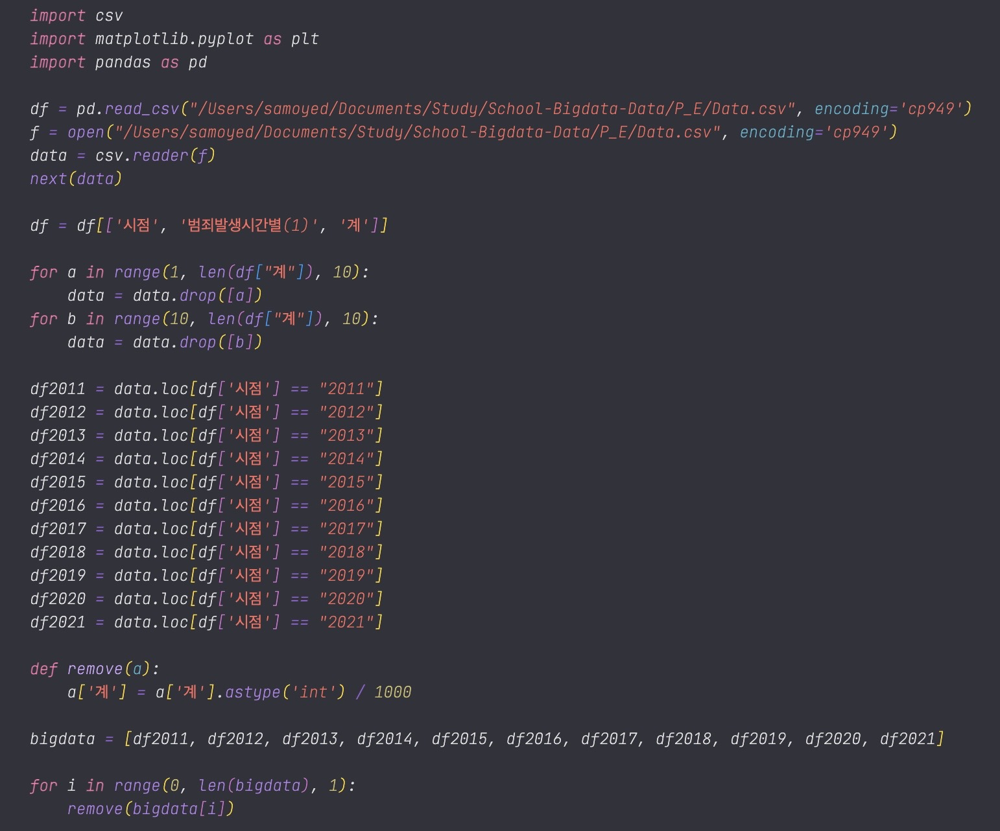 import csv
import matplotlib.pyplot as plt
import pandas as pd
df = pd.read_csv("/Users/samoyed/Documents/Study/School-Bigdata-Data/P_E/Data.csv", encoding='cp949')
f = open("/Users/samoyed/Documents/Study/School-Bigdata-Data/P_E/Data.csv", encoding='cp949')
data = csv.reader(f)
next(data)
df = df[['시점', '범죄발생시간별(1)', '계']]
for a in range(1, len(df["계"]), 10):
    data = data.drop([a])
for b in range(10, len(df["계"]), 10):
    data = data.drop([b])
df2011 = data.loc[df['시점'] == "2011"]
df2012 = data.loc[df['시점'] == "2012"]
df2013 = data.loc[df['시점'] == "2013"]
df2014 = data.loc[df['시점'] == "2014"]
df2015 = data.loc[df['시점'] == "2015"]
df2016 = data.loc[df['시점'] == "2016"]
df2017 = data.loc[df['시점'] == "2017"]
df2018 = data.loc[df['시점'] == "2018"]
df2019 = data.loc[df['시점'] == "2019"]
df2020 = data.loc[df['시점'] == "2020"]
df2021 = data.loc[df['시점'] == "2021"]
def remove(a):
    a['계'] = a['계'].astype('int') / 1000
bigdata = [df2011, df2012, df2013, df2014, df2015, df2016, df2017, df2018, df2019, df2020, df2021]
for i in range(0, len(bigdata), 1):
    remove(bigdata[i])